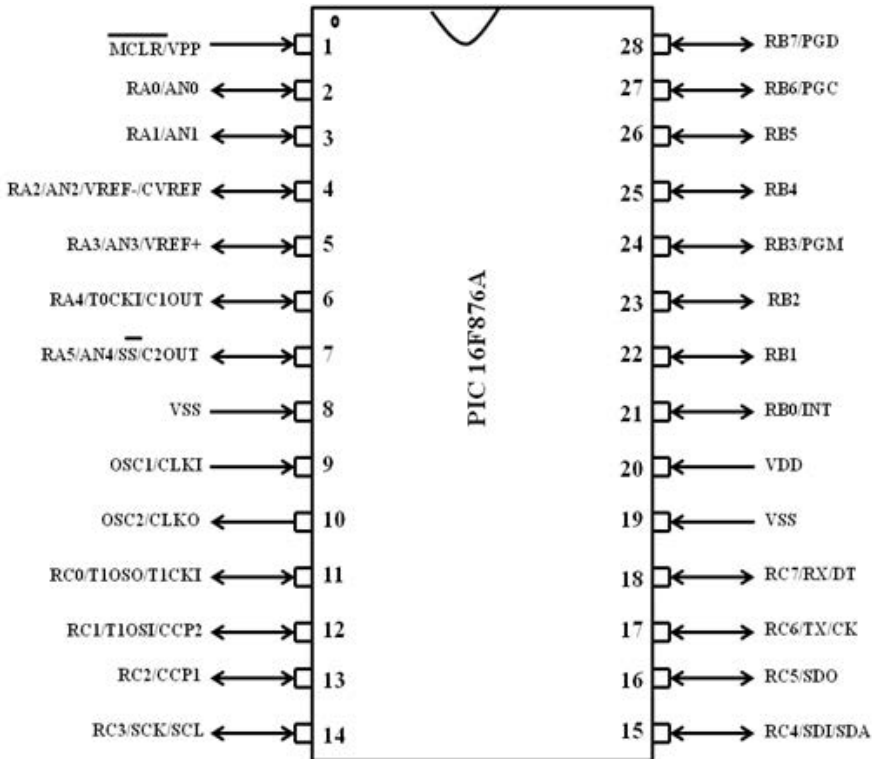 MCLR/VPP 1
RA0/AN0 2
RA1/AN1 3
RA2/AN2/VREF-/CVREF 4
RA3/AN3/VREF+ 5
RA4/T0CKI/C1OUT 6
RA5/AN4/SS/C2OUT 7
VSS 8
OSC1/CLKI 9
OSC2/CLKO 10
RC0/T1OSO/T1CKI 11
RC1/T1OSI/CCP2 12
RC2/CCP1 13
RC3/SCK/SCL 14
PIC 16F876A
28 RB7/PGD
27 RB6/PGC
26 RB5
25 RB4
24 RB3/PGM
23 RB2
22 RB1
21 RB0/INT
20 VDD
19 VSS
18 RC7/RX/DT
17 RC6/TX/CK
16 RC5/SDO
15 RC4/SDI/SDA